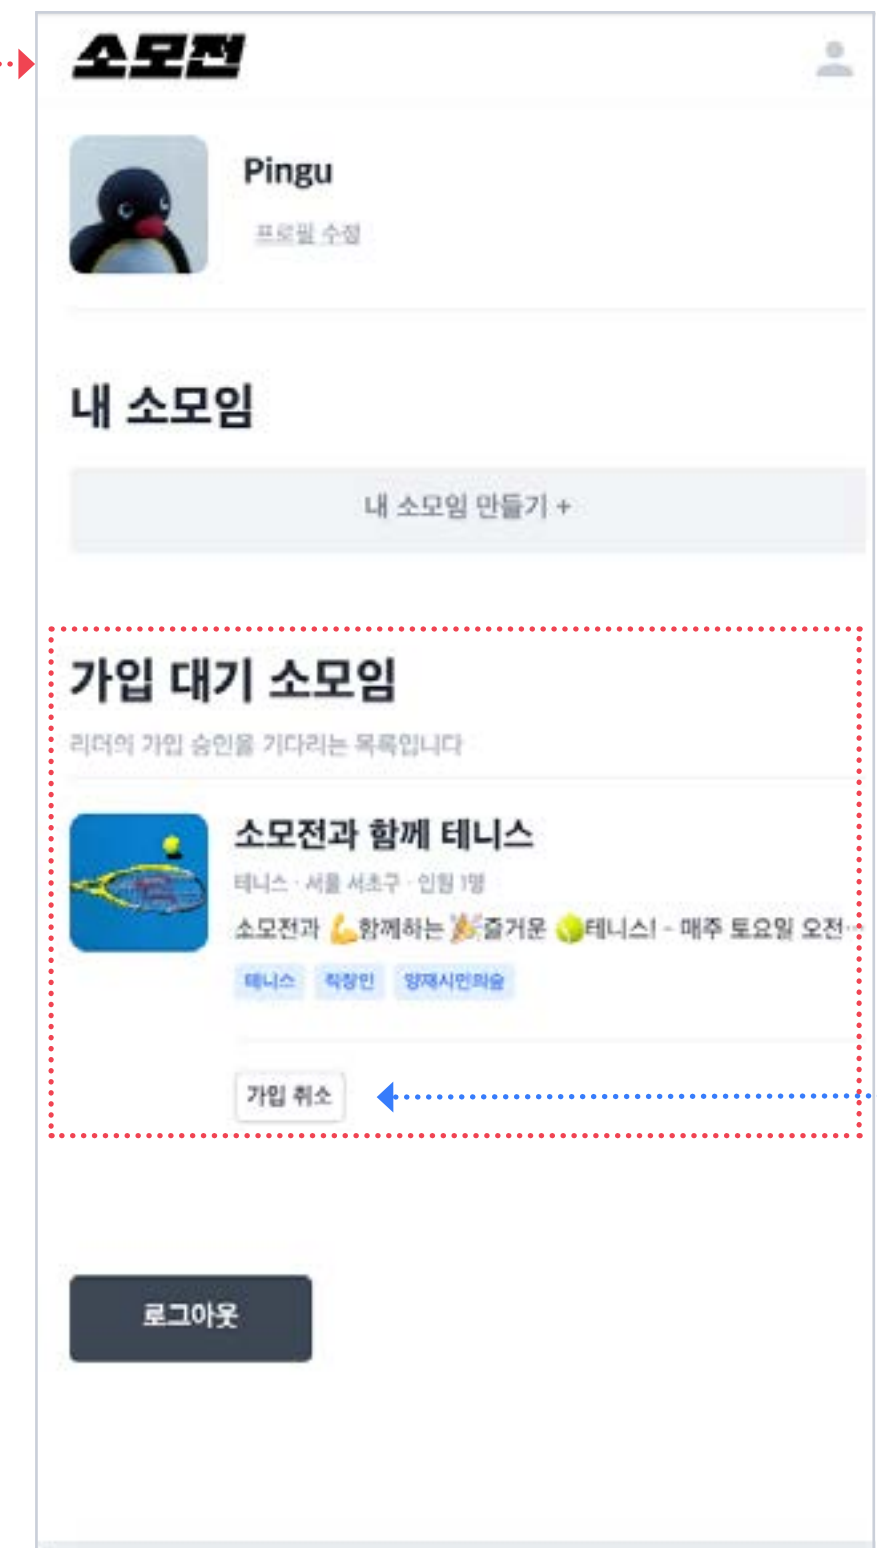 소모전
Pingu
프로필 수정
내 소모임
내 소모임 만들기 +
가입 대기 소모임
리더의 가입 승인을 기다리는 목록입니다
소모전과 함께 테니스
테니스 · 서울 서초구 · 인원 1명
소모전과 💪함께하는 🎉즐거운 🎾테니스! - 매주 토요일 오전…
테니스 직장인 양재시민의숲
가입 취소
로그아웃